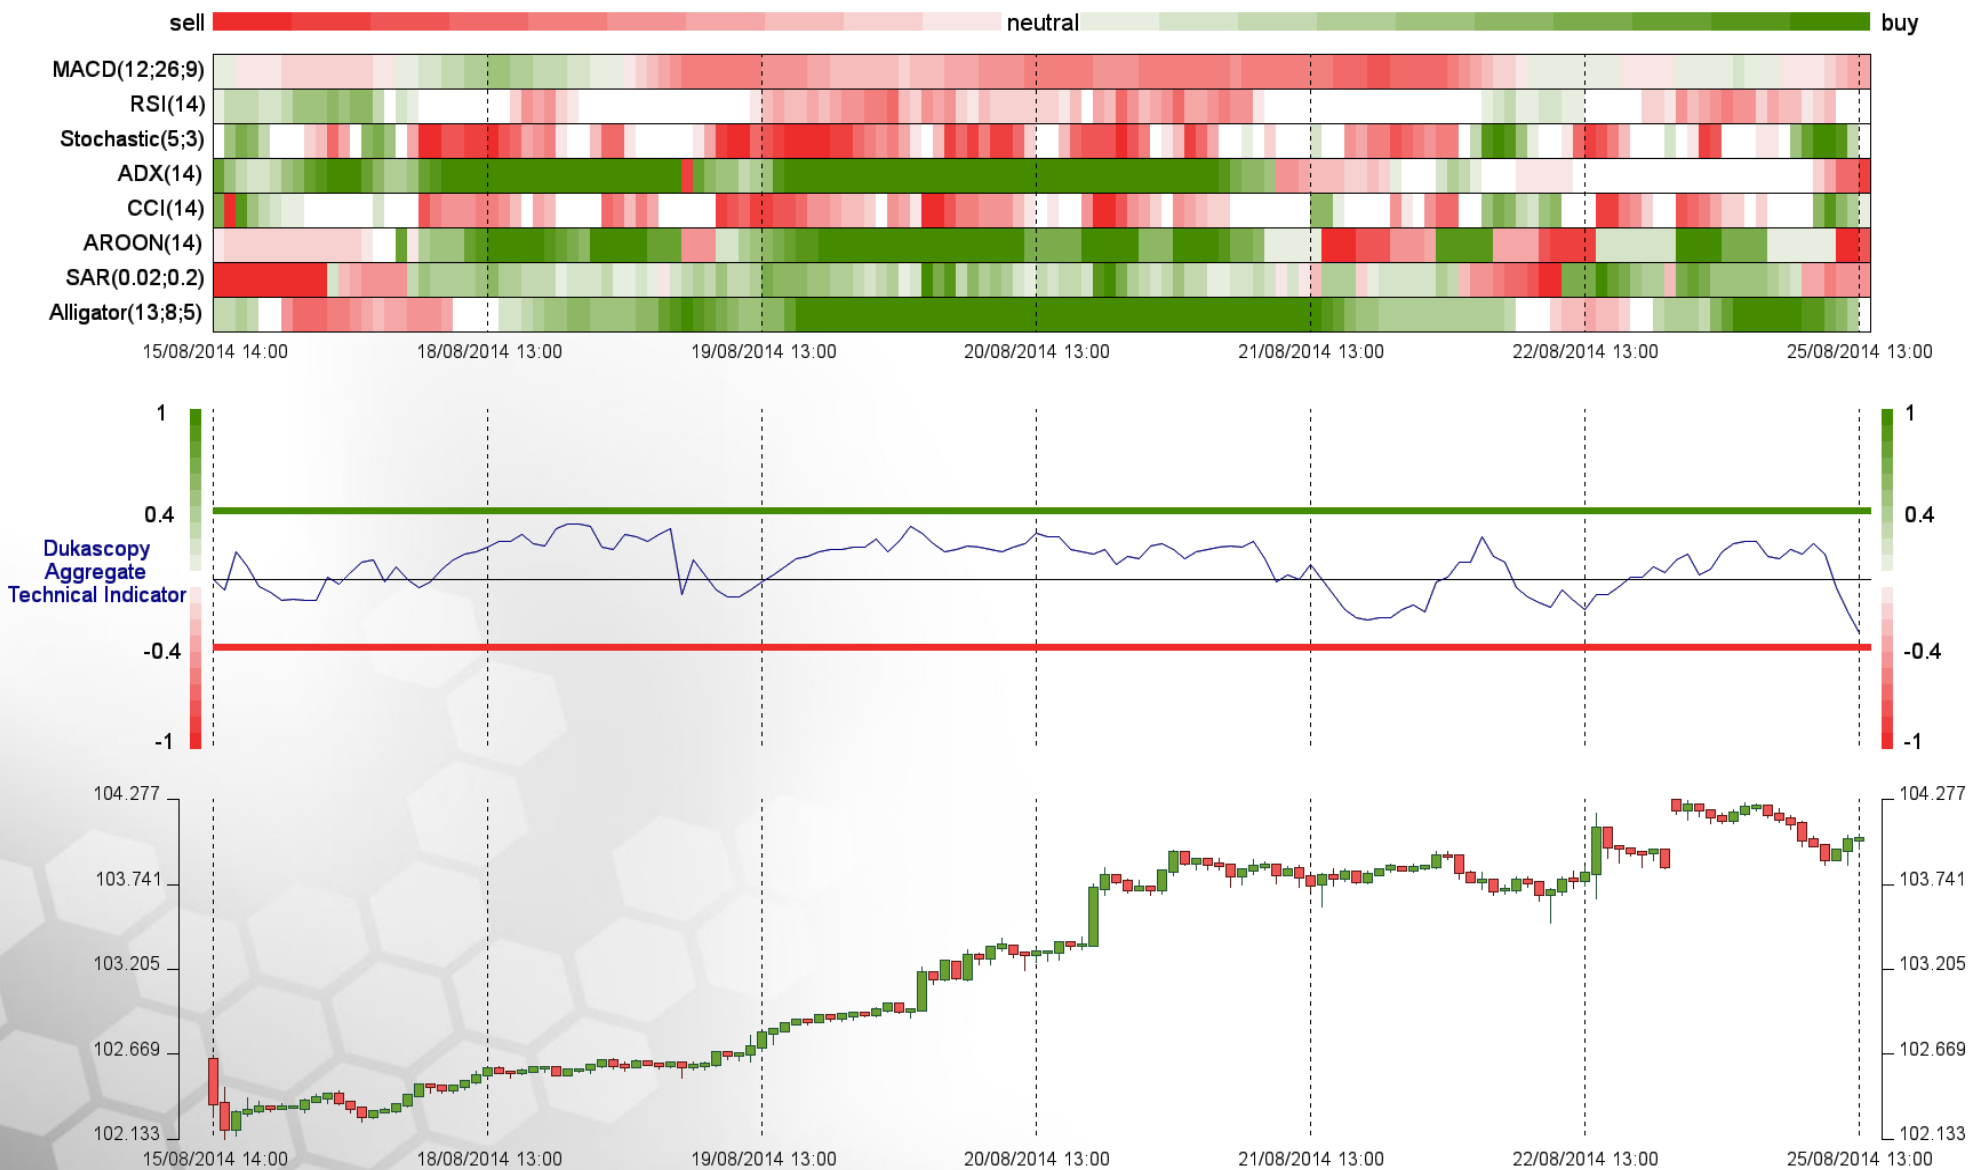 sell neutral buy
MACD(12;26;9)
RSI(14)
Stochastic(5;3)
ADX(14)
CCI(14)
AROON(14)
SAR(0.02;0.2)
Alligator(13;8;5)
15/08/2014 14:00 18/08/2014 13:00 19/08/2014 13:00 20/08/2014 13:00 21/08/2014 13:00 22/08/2014 13:00 25/08/2014 13:00
1 1
0.4 0.4
Dukascopy
Aggregate
Technical Indicator
-0.4 -0.4
-1 -1
104.277 104.277
103.741 103.741
103.205 103.205
102.669 102.669
102.133 102.133
15/08/2014 14:00 18/08/2014 13:00 19/08/2014 13:00 20/08/2014 13:00 21/08/2014 13:00 22/08/2014 13:00 25/08/2014 13:00